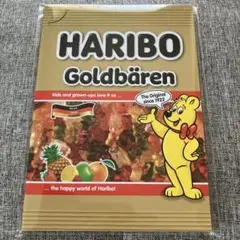 HARIBO
Goldbären
Kids and grown-ups love it so ...
The Original
since 1922
... the happy world of Haribo!